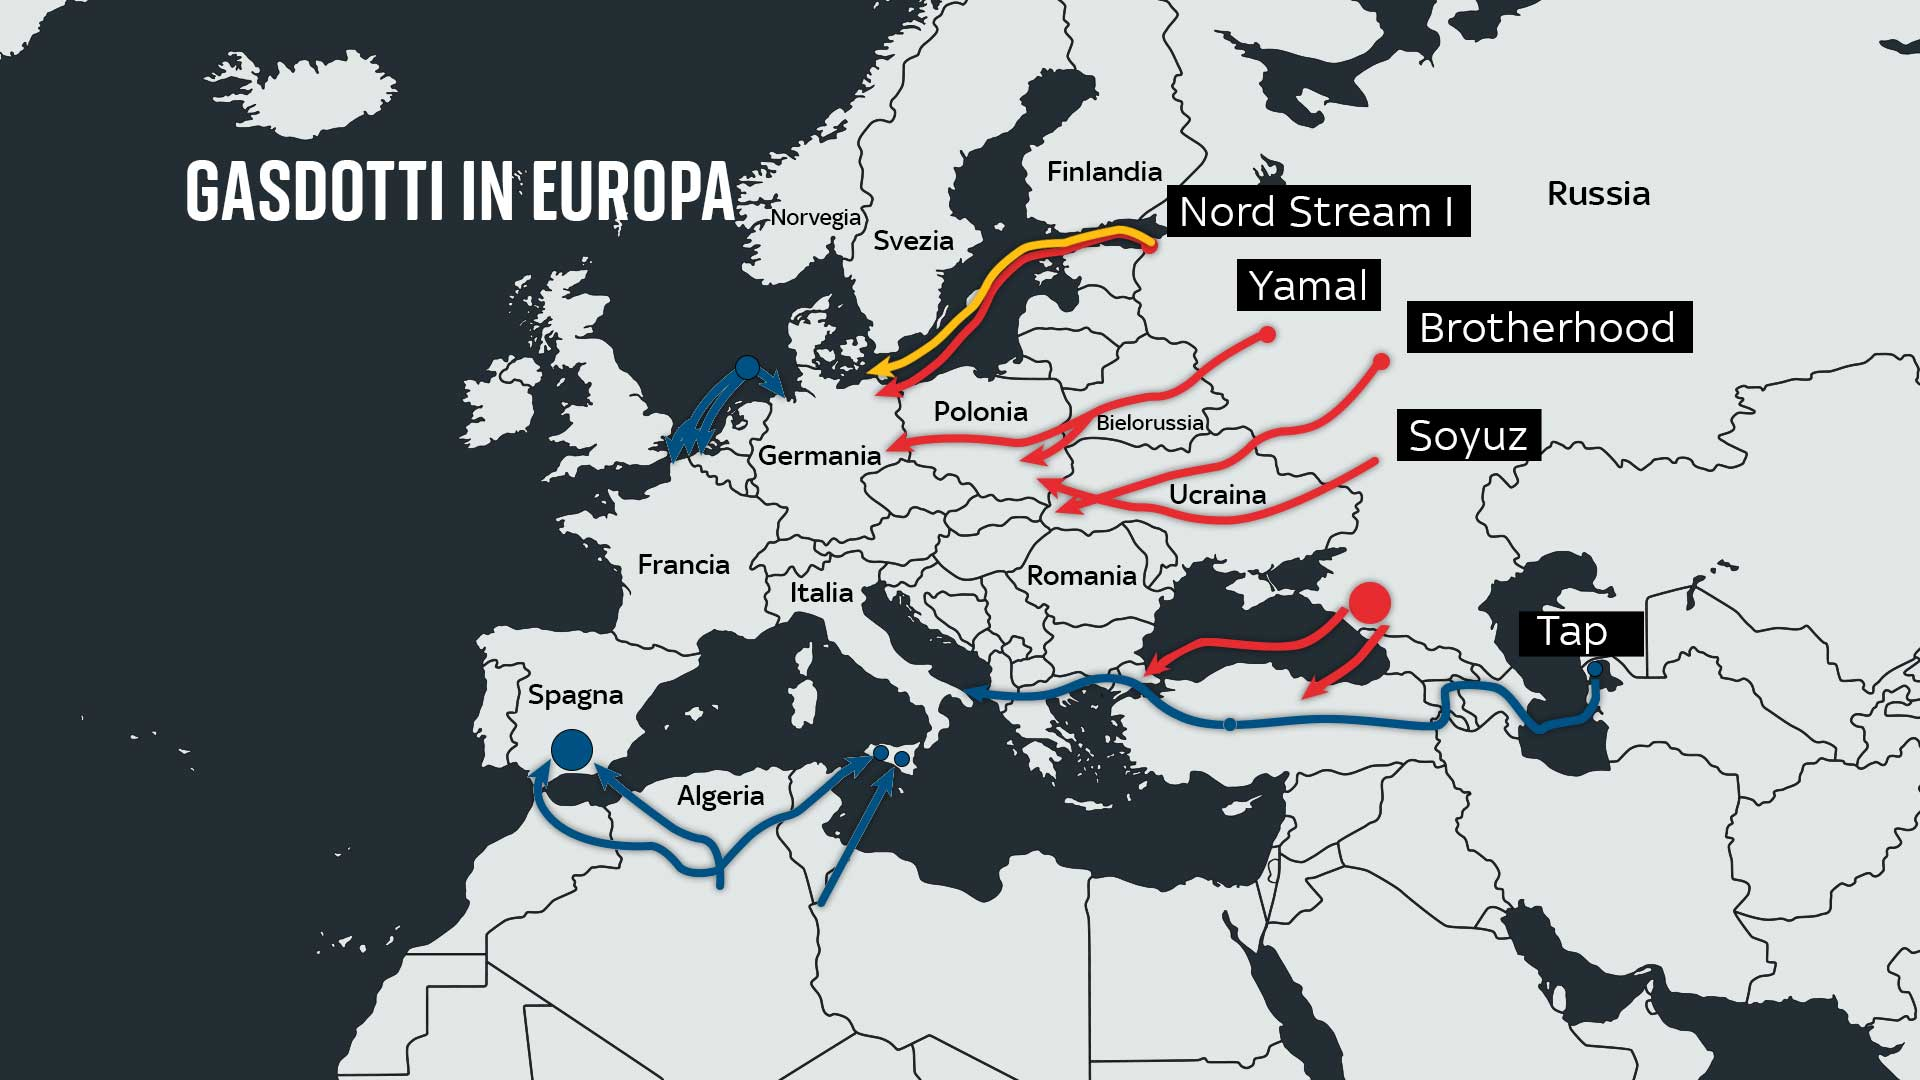 GASDOTTI IN EUROPA
Finlandia
Russia
Nord Stream I
Norvegia
Svezia
Yamal
Brotherhood
Polonia
Bielorussia
Soyuz
Germania
Ucraina
Francia
Romania
Italia
Tap
Spagna
Algeria